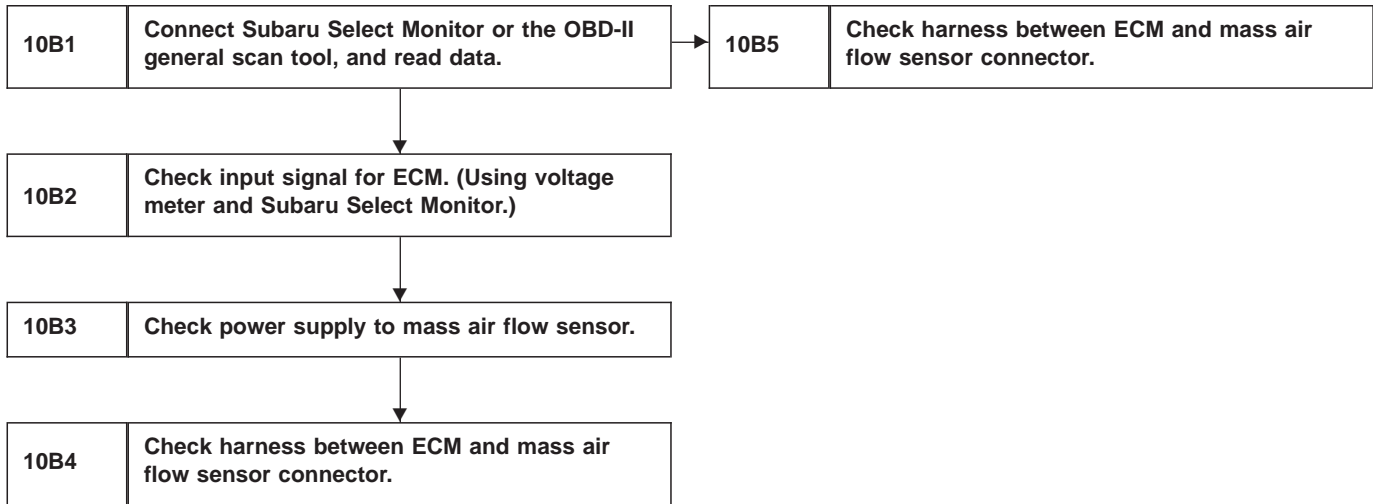 10B1
Connect Subaru Select Monitor or the OBD-II
general scan tool, and read data.
10B5
Check harness between ECM and mass air
flow sensor connector.
10B2
Check input signal for ECM. (Using voltage
meter and Subaru Select Monitor.)
10B3
Check power supply to mass air flow sensor.
10B4
Check harness between ECM and mass air
flow sensor connector.